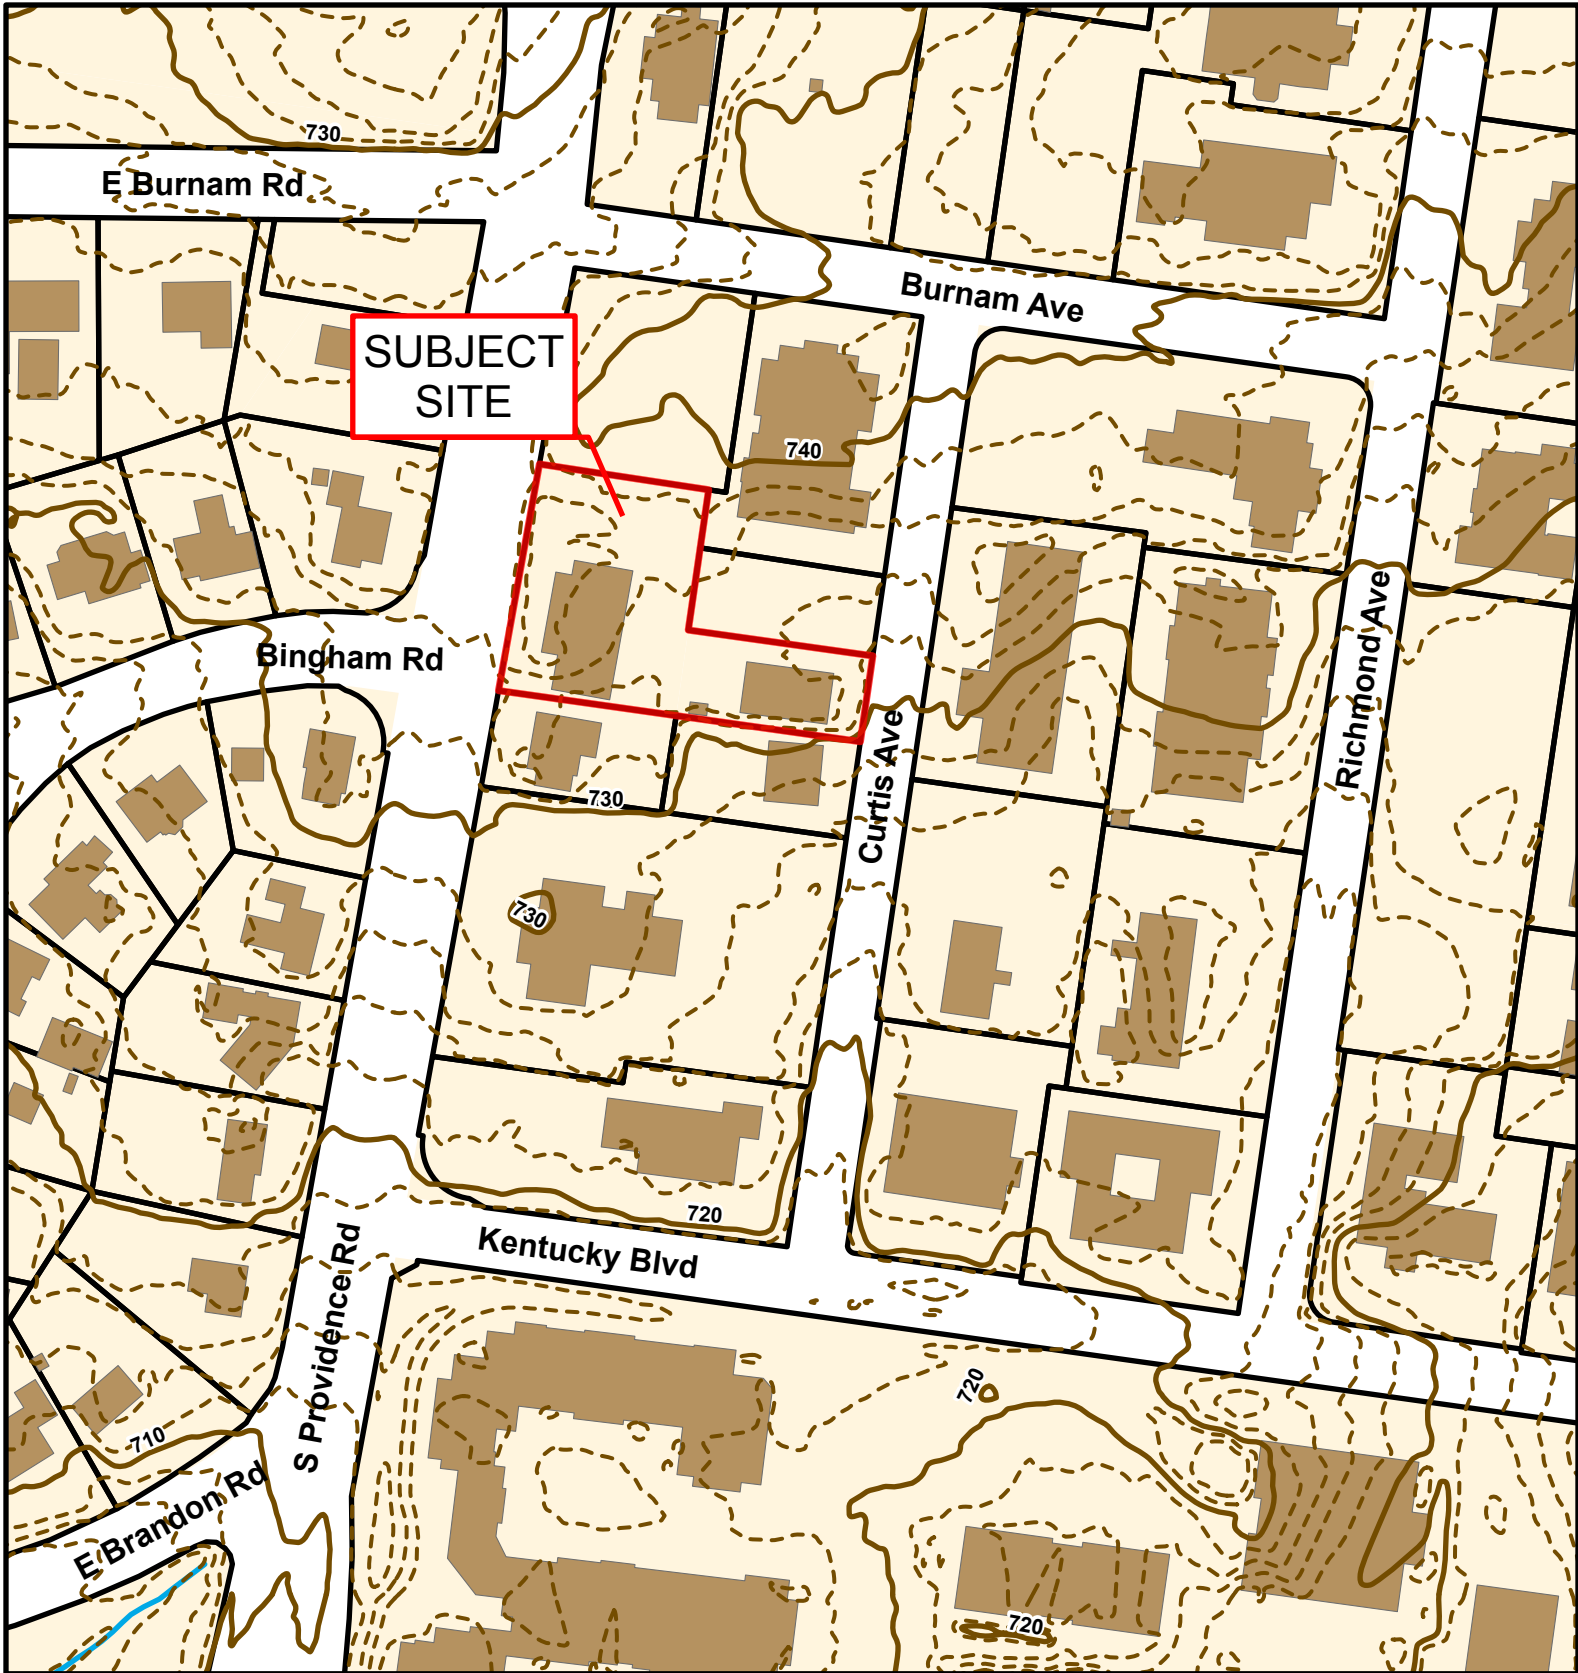 730
E Burnam Rd
Burnam Ave
SUBJECT
SITE
740
Bingham Rd
Richmond Ave
730
Curtis Ave
730
720
Kentucky Blvd
S Providence Rd
720
710
E Brandon Rd
720